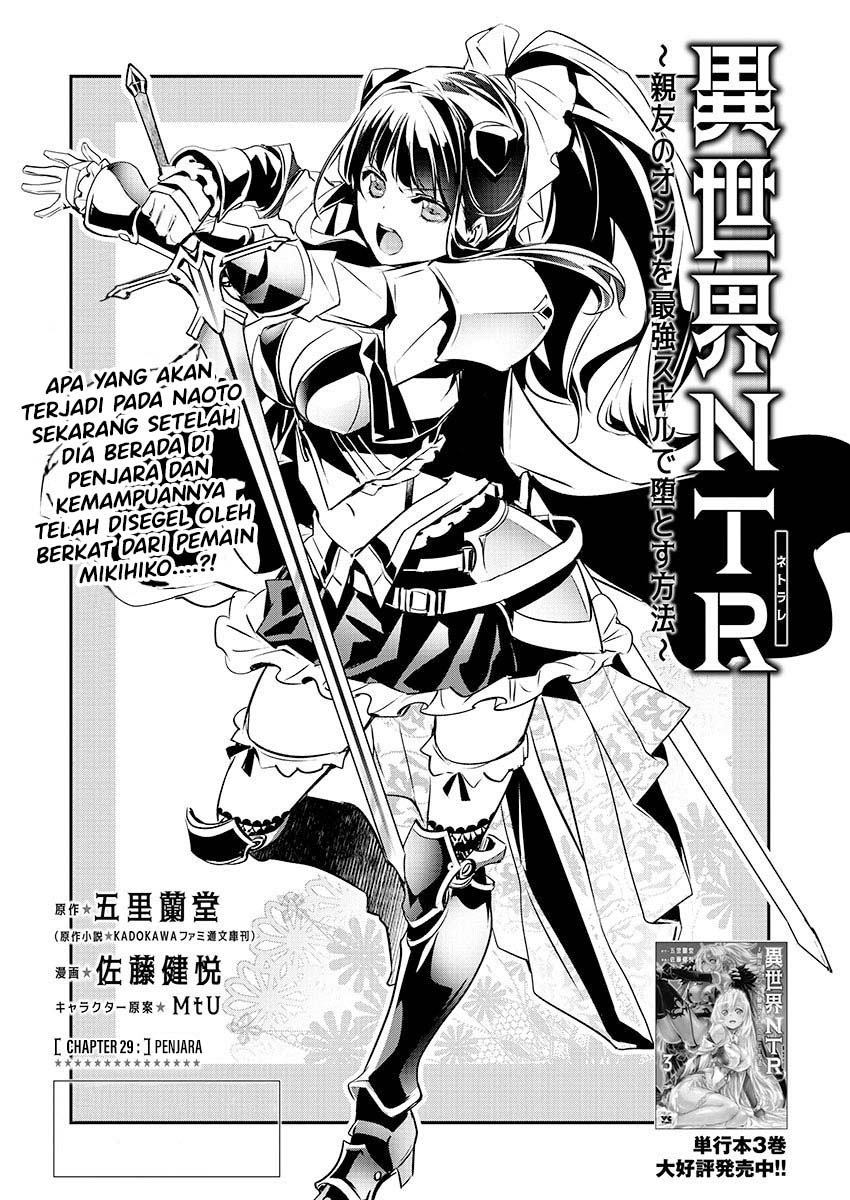 異世界NTR
ネトラレ
～親友のオンナを最強スキルで堕とす方法～
APA YANG AKAN
TERJADI PADA NAOTO
SEKARANG SETELAH
DIA BERADA DI
PENJARA DAN
KEMAMPUANNYA
TELAH DISEGEL OLEH
BERKAT DARI PEMAIN
MIKIHIKO.....?!
原作★五里蘭堂
(原作小説★KADOKAWAファミ通文庫刊)
漫画★佐藤健悦
キャラクター原案★MtU
[ CHAPTER 29 : ] PENJARA
★★★★★★★★★★★★★★★
異世界NTR
3
単行本3巻
大好評発売中!!